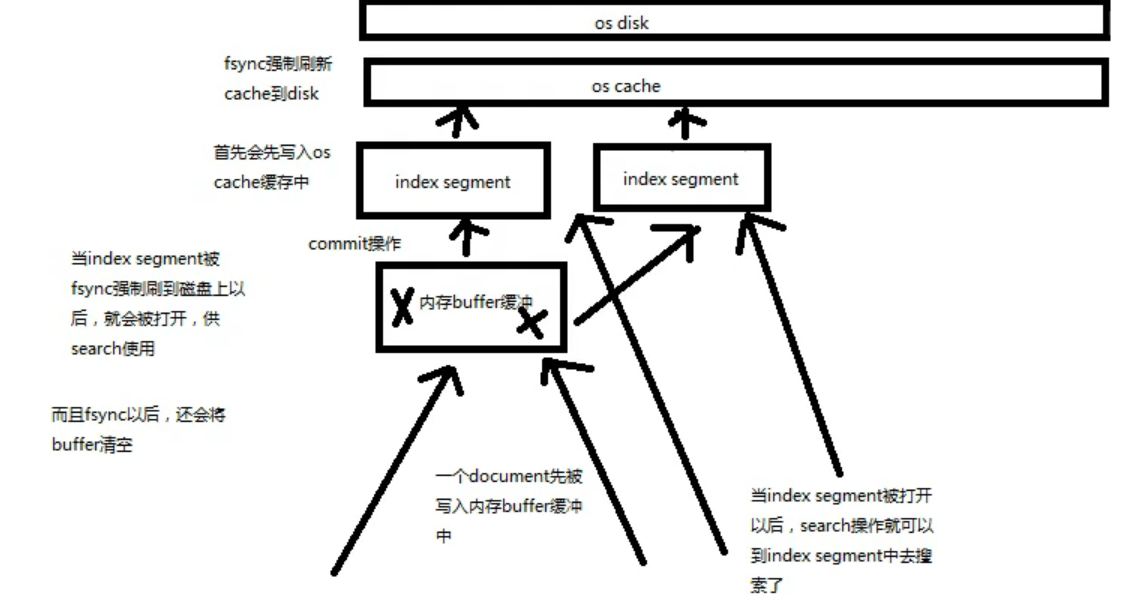 os disk
fsync强制刷新
cache到disk
os cache
首先会先写入os
cache缓存中
index segment
index segment
commit操作
当index segment被
fsync强制刷到磁盘上以
后，就会被打开，供
search使用
内存buffer缓冲
而且fsync以后，还会将
buffer清空
一个document先被
写入内存buffer缓冲
中
当index segment被打开
以后，search操作就可以
到index segment中去搜
索了